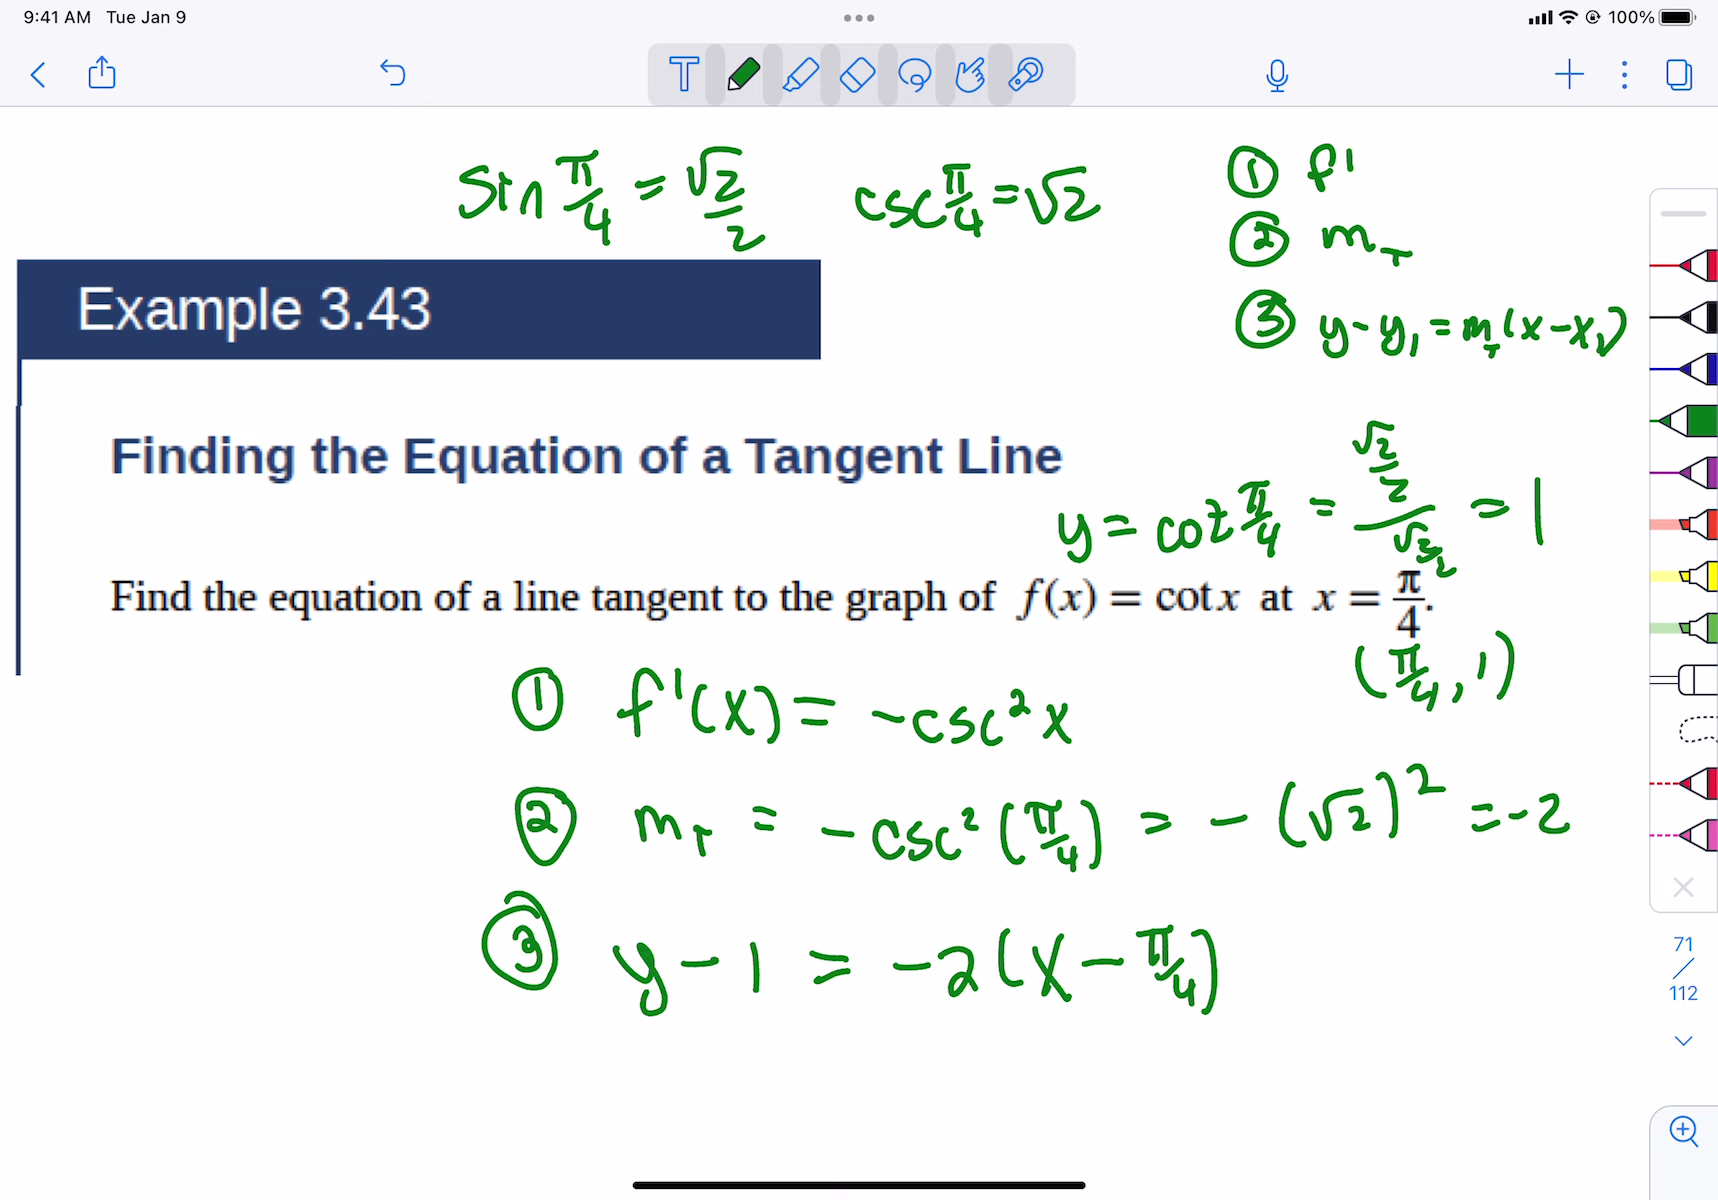 9:41 AM Tue Jan 9
100%
sin π/4 = √2/2
csc π/4 = √2
① f'
② m_T
③ y - y₁ = m_T(x - x₁)
Example 3.43
Finding the Equation of a Tangent Line
y = cot π/4 = (√2/2)/(√2/2) = 1
Find the equation of a line tangent to the graph of f(x) = cot x at x = π/4.
(π/4, 1)
① f'(x) = -csc² x
② m_T = -csc² (π/4) = -(√2)² = -2
③ y - 1 = -2(x - π/4)
71
/
112